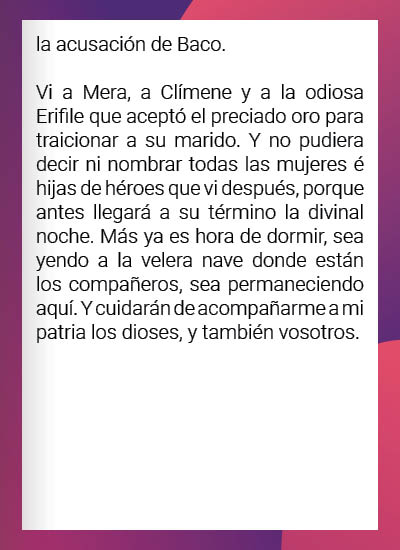 la acusación de Baco.
Vi a Mera, a Clímene y a la odiosa
Erifile que aceptó el preciado oro para
traicionar a su marido. Y no pudiera
decir ni nombrar todas las mujeres é
hijas de héroes que vi después, porque
antes llegará a su término la divinal
noche. Más ya es hora de dormir, sea
yendo a la velera nave donde están
los compañeros, sea permaneciendo
aquí. Y cuidarán de acompañarme a mi
patria los dioses, y también vosotros.